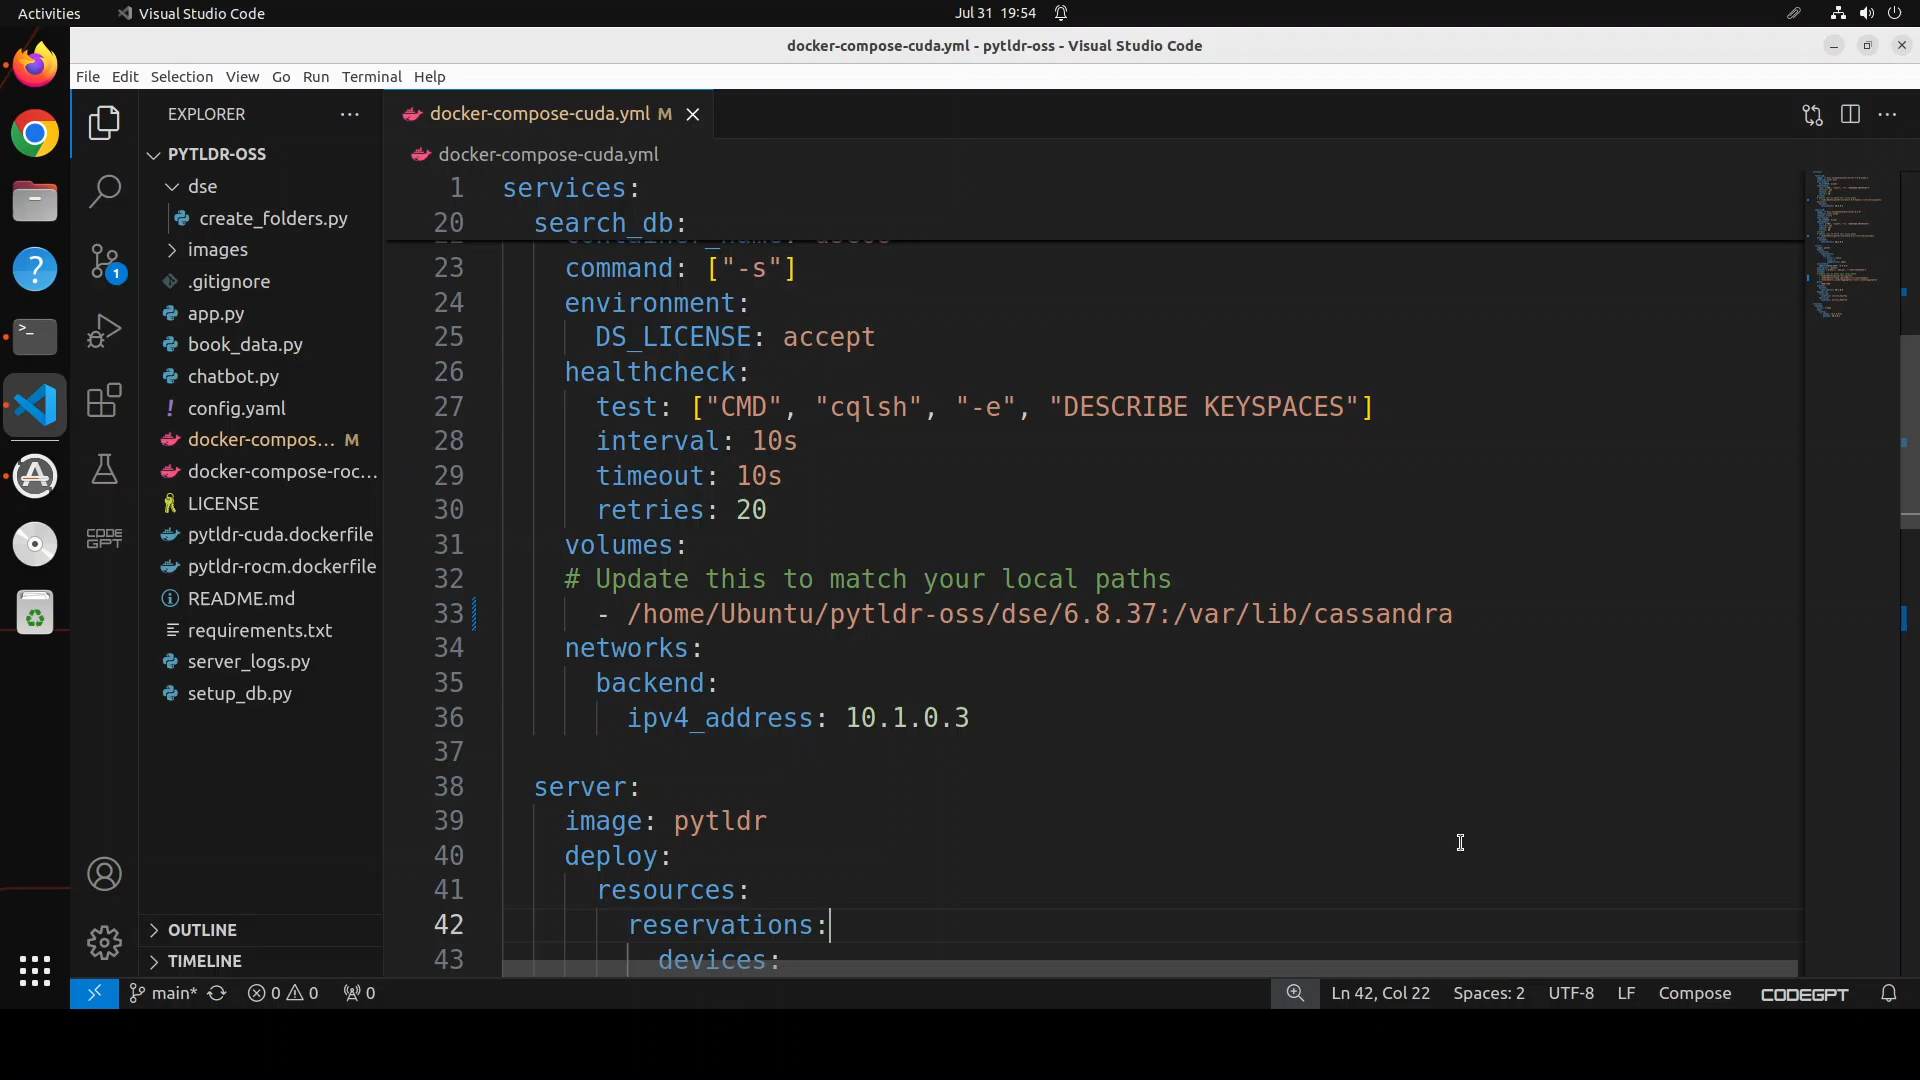 Activities
Visual Studio Code
Jul 31 19:54
docker-compose-cuda.yml - pytldr-oss - Visual Studio Code
File Edit Selection View Go Run Terminal Help
EXPLORER
PYTLDR-OSS
dse
create_folders.py
images
.gitignore
app.py
book_data.py
chatbot.py
config.yaml
docker-compos... M
docker-compose-roc...
LICENSE
pytldr-cuda.dockerfile
pytldr-rocm.dockerfile
README.md
requirements.txt
server_logs.py
setup_db.py
OUTLINE
TIMELINE
1
CODE
GPT
docker-compose-cuda.yml M
docker-compose-cuda.yml
1 services:
20 search_db:
23 command: ["-s"]
24 environment:
25 DS_LICENSE: accept
26 healthcheck:
27 test: ["CMD", "cqlsh", "-e", "DESCRIBE KEYSPACES"]
28 interval: 10s
29 timeout: 10s
30 retries: 20
31 volumes:
32 # Update this to match your local paths
33 - /home/Ubuntu/pytldr-oss/dse/6.8.37:/var/lib/cassandra
34 networks:
35 backend:
36 ipv4_address: 10.1.0.3
37
38 server:
39 image: pytldr
40 deploy:
41 resources:
42 reservations:
43 devices:
main* 0 0 0
Ln 42, Col 22 Spaces: 2 UTF-8 LF Compose CODEGPT